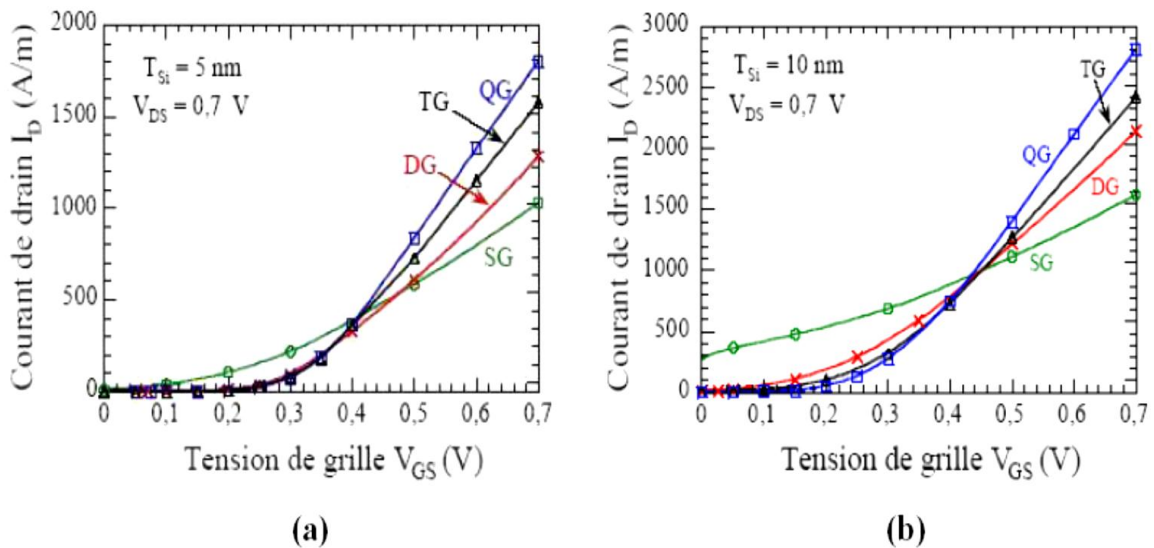 2000
1500
1000
500
0
Courant de drain I_D (A/m)
T_Si = 5 nm
V_DS = 0,7 V
TG
QG
DG
SG
0 0,1 0,2 0,3 0,4 0,5 0,6 0,7
Tension de grille V_GS (V)
(a)
3000
2500
2000
1500
1000
500
0
Courant de drain I_D (A/m)
T_Si = 10 nm
V_DS = 0,7 V
TG
QG
DG
SG
0 0,1 0,2 0,3 0,4 0,5 0,6 0,7
Tension de grille V_GS (V)
(b)